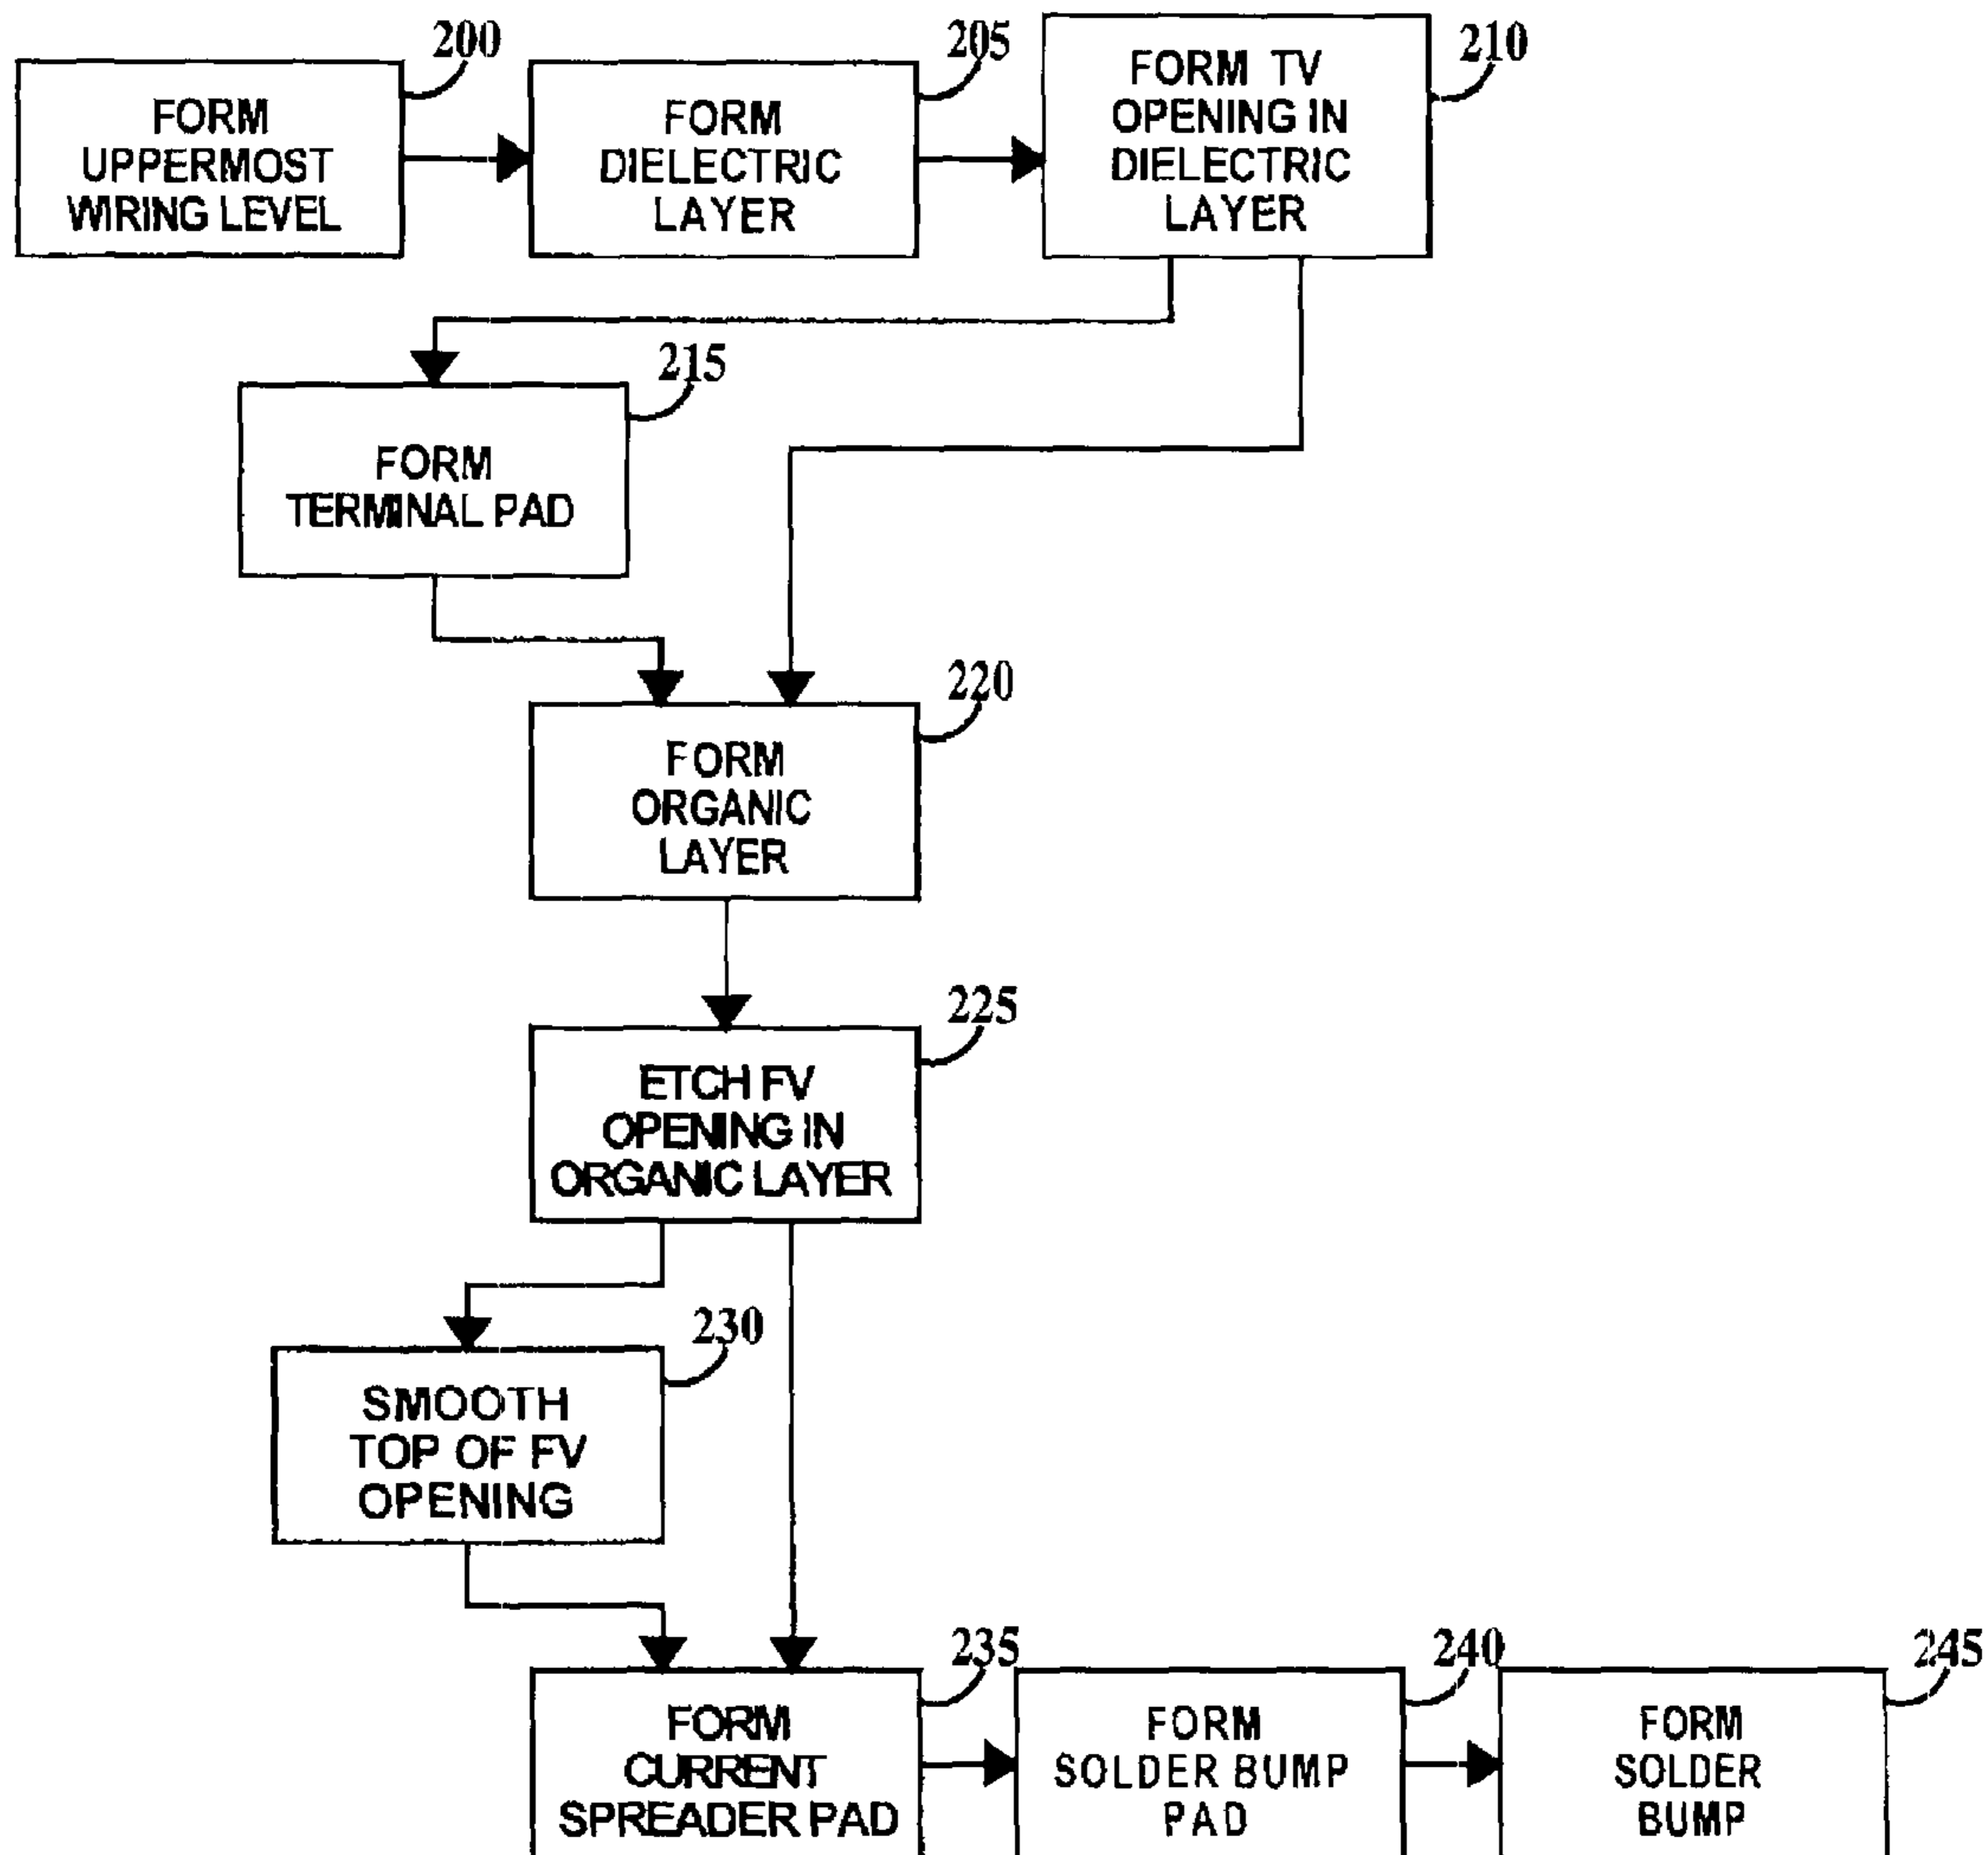 200
FORM
UPPERMOST
WIRING LEVEL
205
FORM
DIELECTRIC
LAYER
210
FORM TV
OPENING IN
DIELECTRIC
LAYER
215
FORM
TERMINAL PAD
220
FORM
ORGANIC
LAYER
225
ETCH FV
OPENING IN
ORGANIC LAYER
230
SMOOTH
TOP OF FV
OPENING
235
FORM
CURRENT
SPREADER PAD
240
FORM
SOLDER BUMP
PAD
245
FORM
SOLDER
BUMP